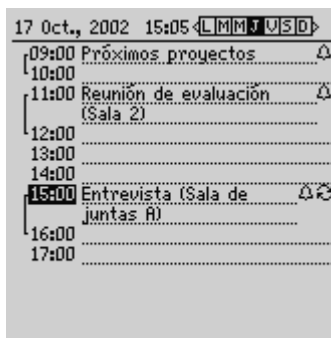 17 Oct., 2002 15:05 L M M J V S D
09:00 Próximos proyectos
10:00
11:00 Reunión de evaluación
(Sala 2)
12:00
13:00
14:00
15:00 Entrevista (Sala de
juntas A)
16:00
17:00